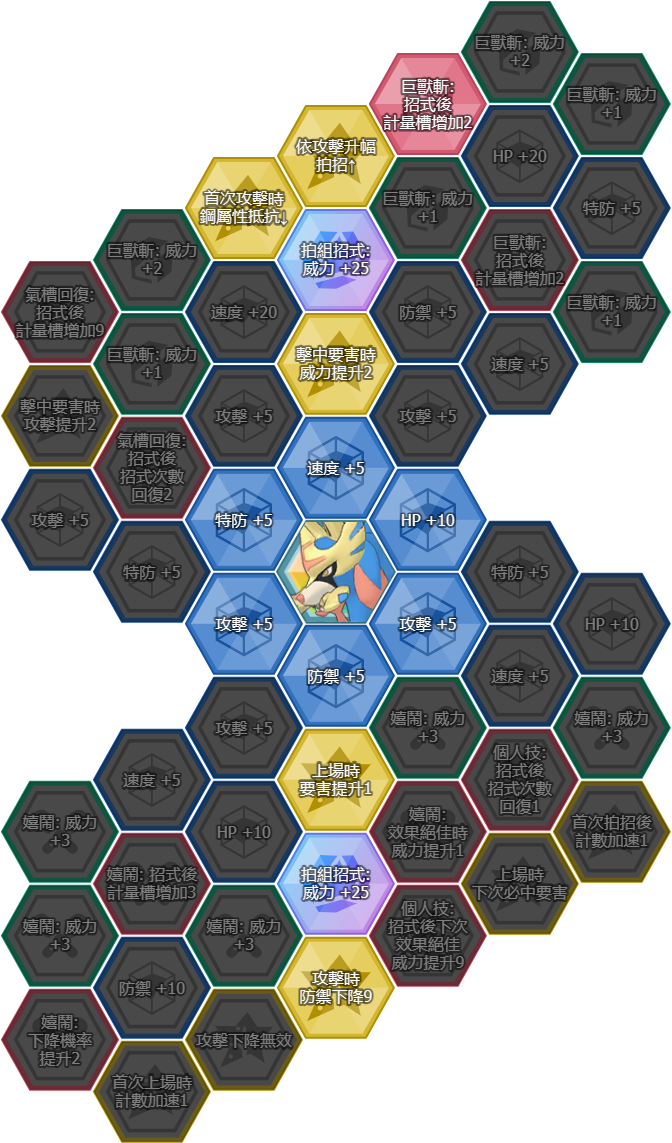 巨獸斬: 威力
+2
巨獸斬:
招式後
計量槽增加2
巨獸斬: 威力
+1
依攻擊升幅
拍招↑
HP +20
首次攻擊時
鋼屬性抵抗↓
巨獸斬: 威力
+1
特防 +5
巨獸斬: 威力
+2
拍組招式:
威力 +25
巨獸斬:
招式後
計量槽增加2
氣槽回復:
招式後
計量槽增加9
速度 +20
防禦 +5
巨獸斬: 威力
+1
巨獸斬: 威力
+1
擊中要害時
威力提升2
速度 +5
擊中要害時
攻擊提升2
攻擊 +5
攻擊 +5
氣槽回復:
招式後
招式次數
回復2
速度 +5
攻擊 +5
特防 +5
HP +10
特防 +5
特防 +5
攻擊 +5
攻擊 +5
HP +10
防禦 +5
速度 +5
攻擊 +5
嬉鬧: 威力
+3
嬉鬧: 威力
+3
速度 +5
上場時
要害提升1
個人技:
招式後
招式次數
回復1
嬉鬧: 威力
+3
HP +10
嬉鬧:
效果絕佳時
威力提升1
首次拍招後
計數加速1
嬉鬧: 招式後
計量槽增加3
拍組招式:
威力 +25
上場時
下次必中要害
嬉鬧: 威力
+3
嬉鬧: 威力
+3
個人技:
招式後下次
效果絕佳
威力提升9
防禦 +10
攻擊時
防禦下降9
嬉鬧:
下降機率
提升2
攻擊下降無效
首次上場時
計數加速1